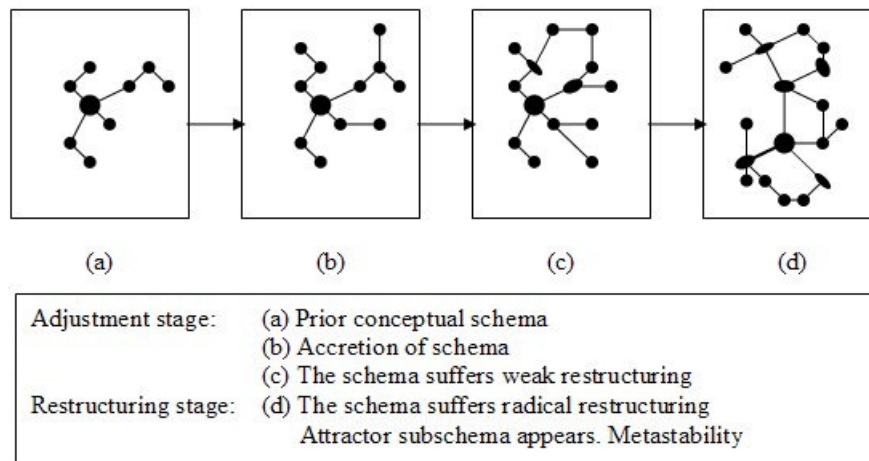 (a) (b) (c) (d)
Adjustment stage: (a) Prior conceptual schema
(b) Accretion of schema
(c) The schema suffers weak restructuring
Restructuring stage: (d) The schema suffers radical restructuring
Attractor subschema appears. Metastability